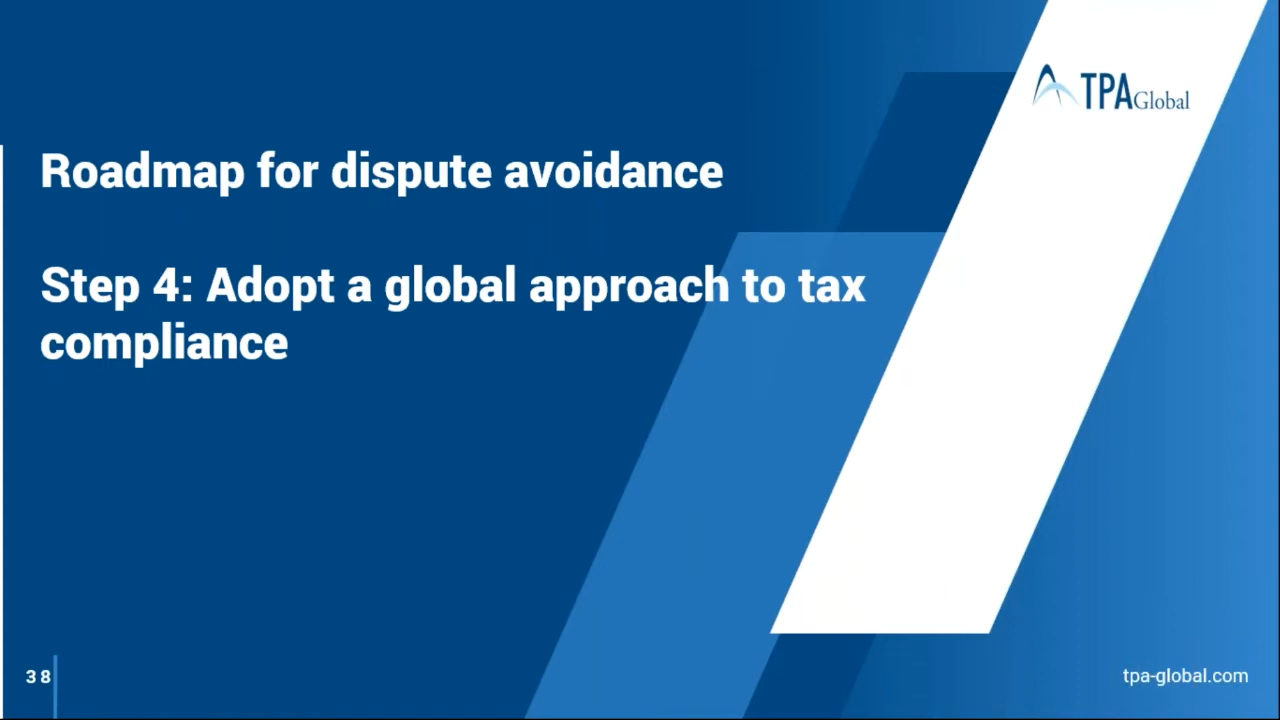 TPAGlobal
Roadmap for dispute avoidance
Step 4: Adopt a global approach to tax
compliance
38
tpa-global.com